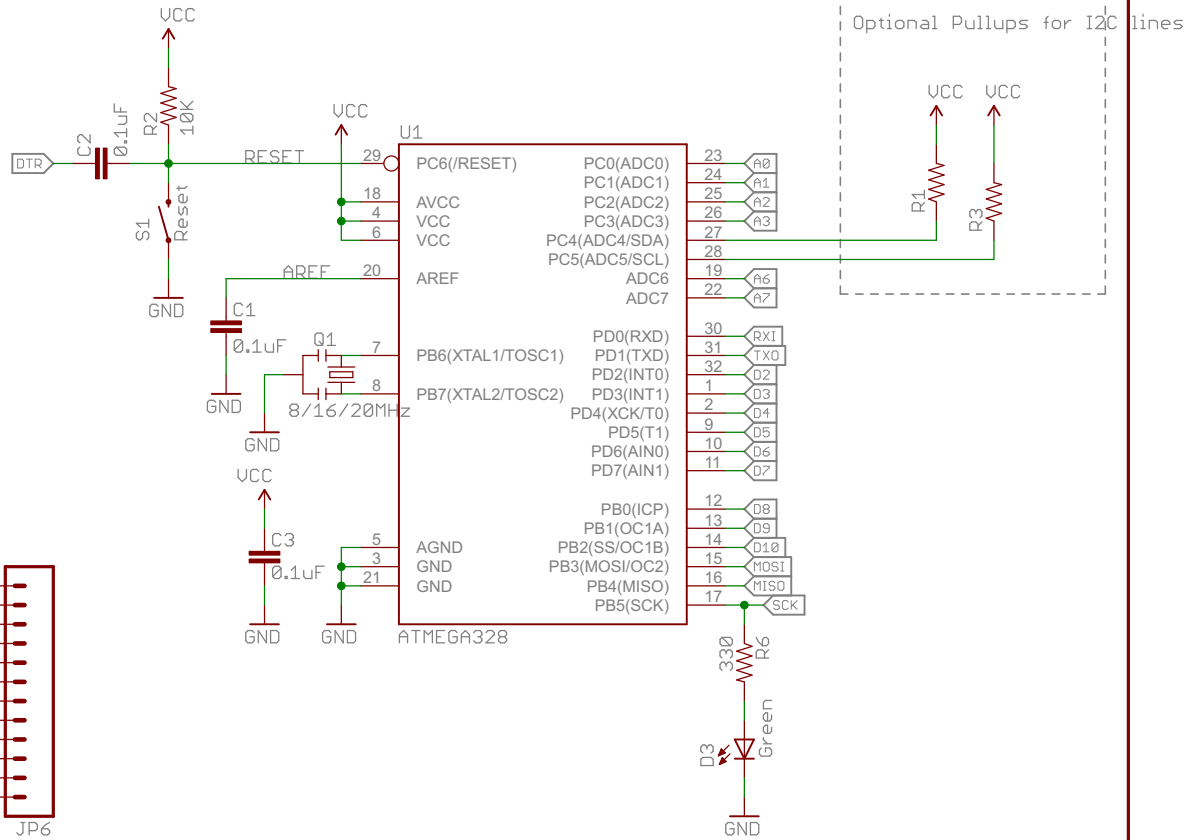 VCC
Optional Pullups for I2C lines
R2
10K
C2
0.1uF
DTR
RESET
S1
Reset
GND
VCC
U1
29
PC6(/RESET)
18
AVCC
4
VCC
6
VCC
AREF
20
AREF
C1
0.1uF
GND
Q1
7
PB6(XTAL1/TOSC1)
8
PB7(XTAL2/TOSC2)
8/16/20MHz
GND
VCC
C3
0.1uF
GND
5
AGND
3
GND
21
GND
GND
ATMEGA328
PC0(ADC0)
23
A0
PC1(ADC1)
24
A1
PC2(ADC2)
25
A2
PC3(ADC3)
26
A3
PC4(ADC4/SDA)
27
PC5(ADC5/SCL)
28
ADC6
19
A6
ADC7
22
A7
VCC
VCC
R1
R3
PD0(RXD)
30
RXI
PD1(TXD)
31
TXO
PD2(INT0)
32
D2
PD3(INT1)
1
D3
PD4(XCK/T0)
2
D4
PD5(T1)
9
D5
PD6(AIN0)
10
D6
PD7(AIN1)
11
D7
PB0(ICP)
12
D8
PB1(OC1A)
13
D9
PB2(SS/OC1B)
14
D10
PB3(MOSI/OC2)
15
MOSI
PB4(MISO)
16
MISO
PB5(SCK)
17
SCK
330
R6
D3
Green
GND
JP6